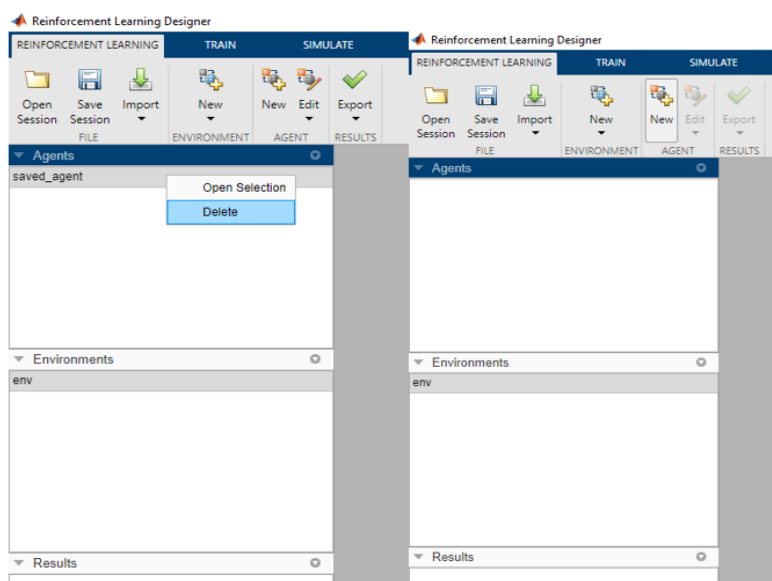 Reinforcement Learning Designer
REINFORCEMENT LEARNING TRAIN SIMULATE
Open Session Save Session Import New New Edit Export
FILE ENVIRONMENT AGENT RESULTS
Agents
saved_agent
Open Selection
Delete
Environments
env
Results
Reinforcement Learning Designer
REINFORCEMENT LEARNING TRAIN SIMULATE
Open Session Save Session Import New New Edit Export
FILE ENVIRONMENT AGENT RESULTS
Agents
Environments
env
Results